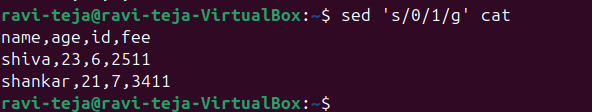 ravi-teja@ravi-teja-VirtualBox:~$ sed 's/0/1/g' cat
name,age,id,fee
shiva,23,6,2511
shankar,21,7,3411
ravi-teja@ravi-teja-VirtualBox:~$